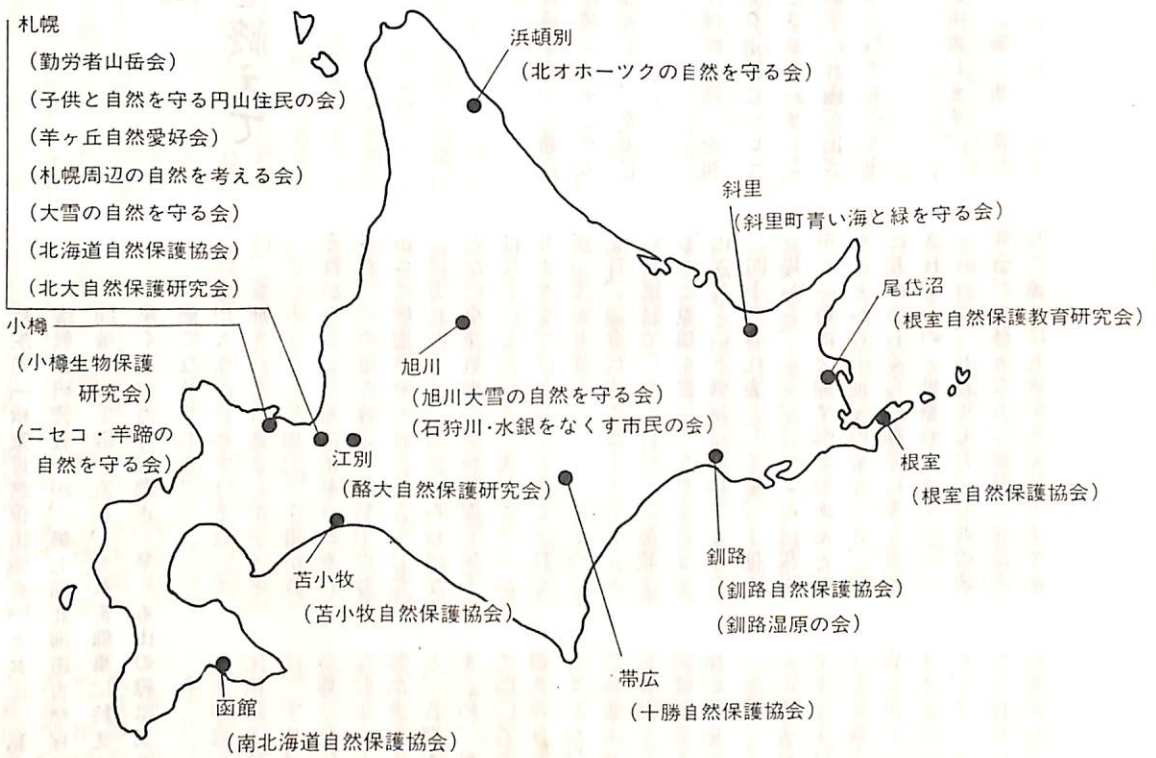 札幌
(勤労者山岳会)
(子供と自然を守る円山住民の会)
(羊ヶ丘自然愛好会)
(札幌周辺の自然を考える会)
(大雪の自然を守る会)
(北海道自然保護協会)
(北大自然保護研究会)
小樽
(小樽生物保護
研究会)
(ニセコ・羊蹄の
自然を守る会)
浜頓別
(北オホーツクの自然を守る会)
斜里
(斜里町青い海と緑を守る会)
尾岱沼
(根室自然保護教育研究会)
旭川
(旭川大雪の自然を守る会)
(石狩川・水銀をなくす市民の会)
江別
(酪大自然保護研究会)
根室
(根室自然保護協会)
釧路
(釧路自然保護協会)
(釧路湿原の会)
苫小牧
(苫小牧自然保護協会)
帯広
(十勝自然保護協会)
函館
(南北海道自然保護協会)